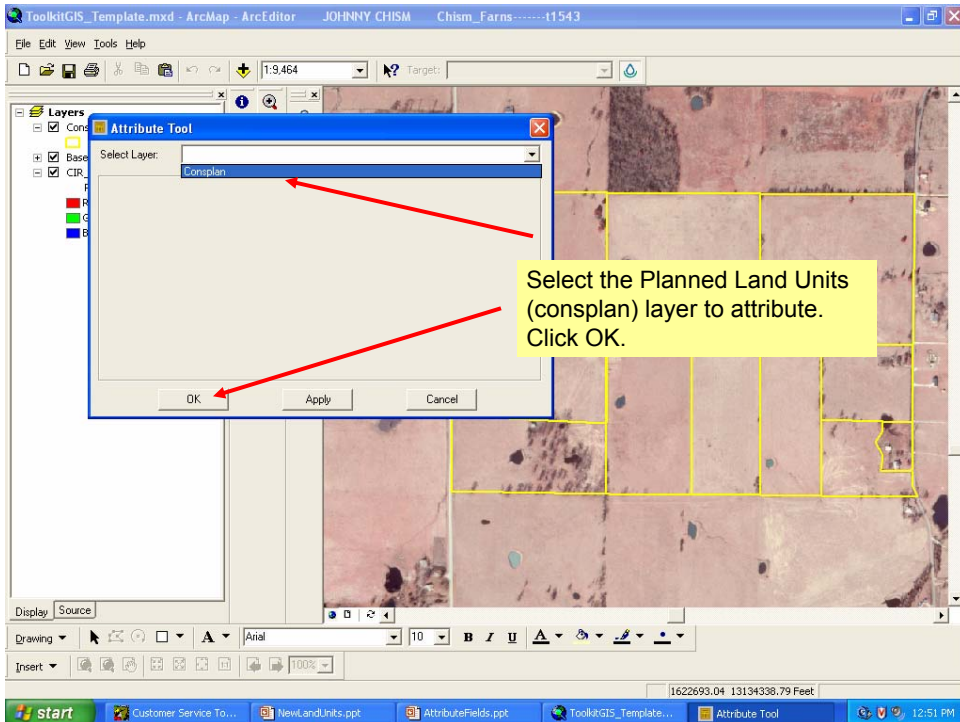 ToolkitGIS_Template.mxd - ArcMap - ArcEditor JOHNNY CHISM Chism_Farns-------t1543
File Edit View Tools Help
1:9,464 Target:
Layers
Cons
Base
CIR_
R
G
B
Attribute Tool
Select Layer:
Consplan
OK Apply Cancel
Select the Planned Land Units
(consplan) layer to attribute.
Click OK.
Display Source
Drawing A Arial 10 B I U A
Insert 100%
1622693.04 13134338.79 Feet
start Customer Service To... NewLandUnits.ppt AttributeFields.ppt ToolkitGIS_Template... Attribute Tool 12:51 PM